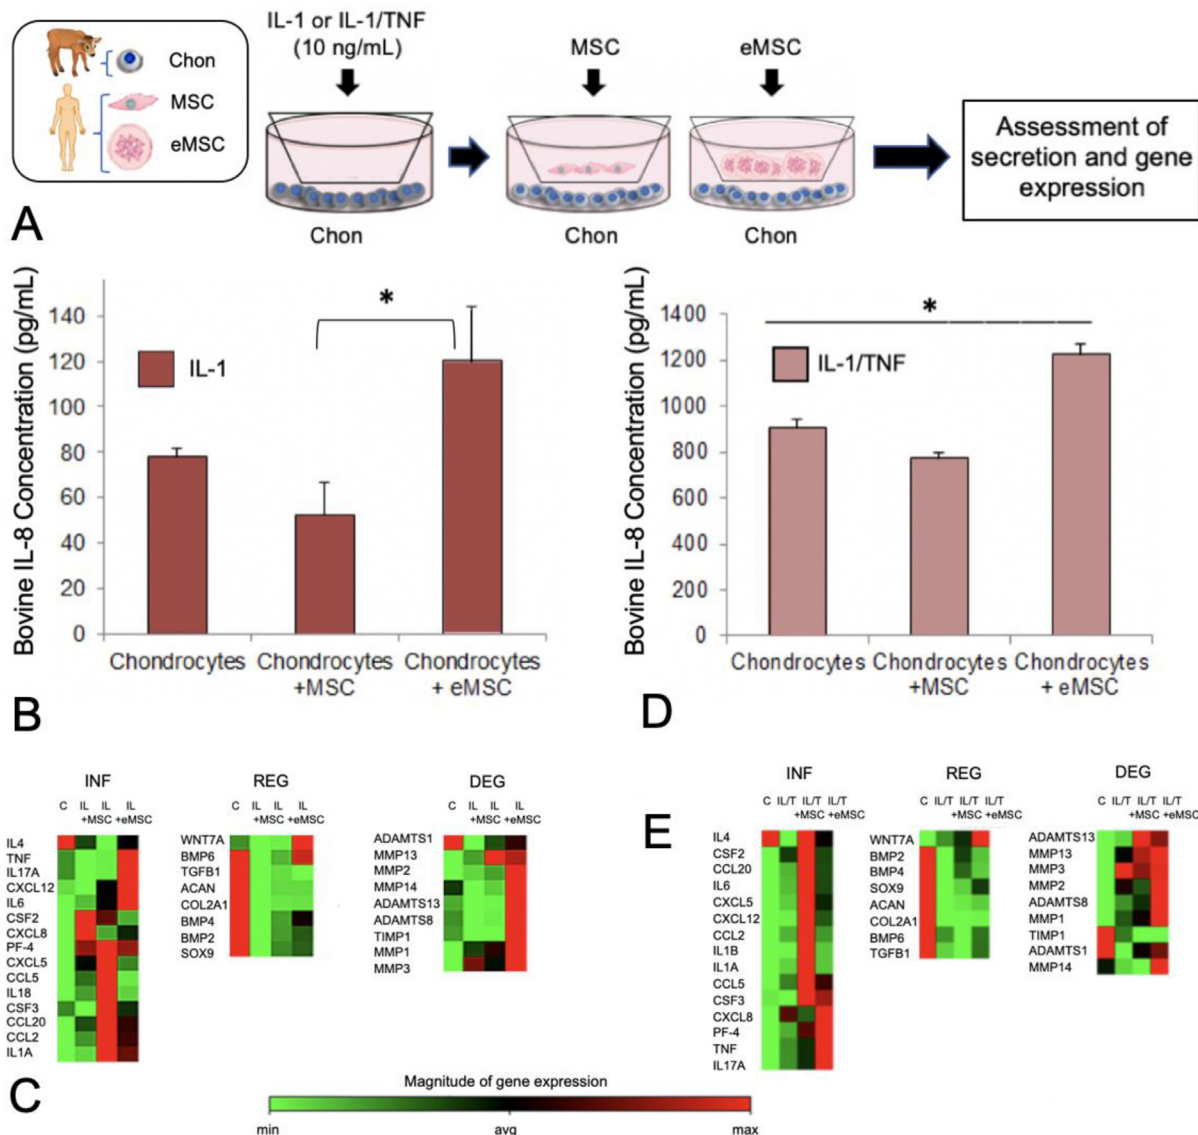 IL-1 or IL-1/TNF
(10 ng/mL)
MSC
eMSC
Chon
MSC
eMSC
Assessment of
secretion and gene
expression
Chon
Chon
Chon
A
Bovine IL-8 Concentration (pg/mL)
140
120
100
80
60
40
20
0
*
IL-1
Chondrocytes
Chondrocytes
+MSC
Chondrocytes
+ eMSC
B
Bovine IL-8 Concentration (pg/mL)
1400
1200
1000
800
600
400
200
0
*
IL-1/TNF
Chondrocytes
Chondrocytes
+MSC
Chondrocytes
+ eMSC
D
INF
C IL IL IL
+MSC +eMSC
IL4
TNF
IL17A
CXCL12
IL6
CSF2
CXCL8
PF-4
CXCL5
CCL5
IL18
CSF3
CCL20
CCL2
IL1A
REG
C IL IL IL
+MSC +eMSC
WNT7A
BMP6
TGFB1
ACAN
COL2A1
BMP4
BMP2
SOX9
DEG
C IL IL IL
+MSC +eMSC
ADAMTS1
MMP13
MMP2
MMP14
ADAMTS13
ADAMTS8
TIMP1
MMP1
MMP3
E
INF
C IL/T IL/T IL/T
+MSC +eMSC
IL4
CSF2
CCL20
IL6
CXCL5
CXCL12
CCL2
IL1B
IL1A
CCL5
CSF3
CXCL8
PF-4
TNF
IL17A
REG
C IL/T IL/T IL/T
+MSC +eMSC
WNT7A
BMP2
BMP4
SOX9
ACAN
COL2A1
BMP6
TGFB1
DEG
C IL/T IL/T IL/T
+MSC +eMSC
ADAMTS13
MMP13
MMP3
MMP2
ADAMTS8
MMP1
TIMP1
ADAMTS1
MMP14
C
Magnitude of gene expression
min
avg
max